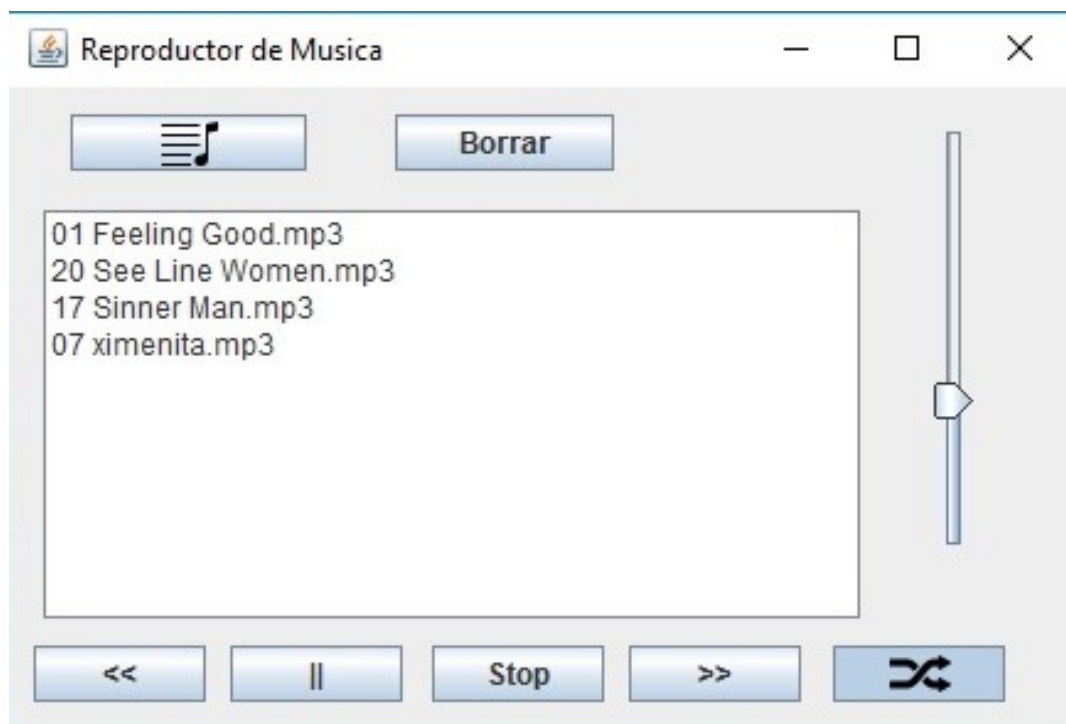 Reproductor de Musica
Borrar
01 Feeling Good.mp3
20 See Line Women.mp3
17 Sinner Man.mp3
07 ximenita.mp3
<< || Stop >>